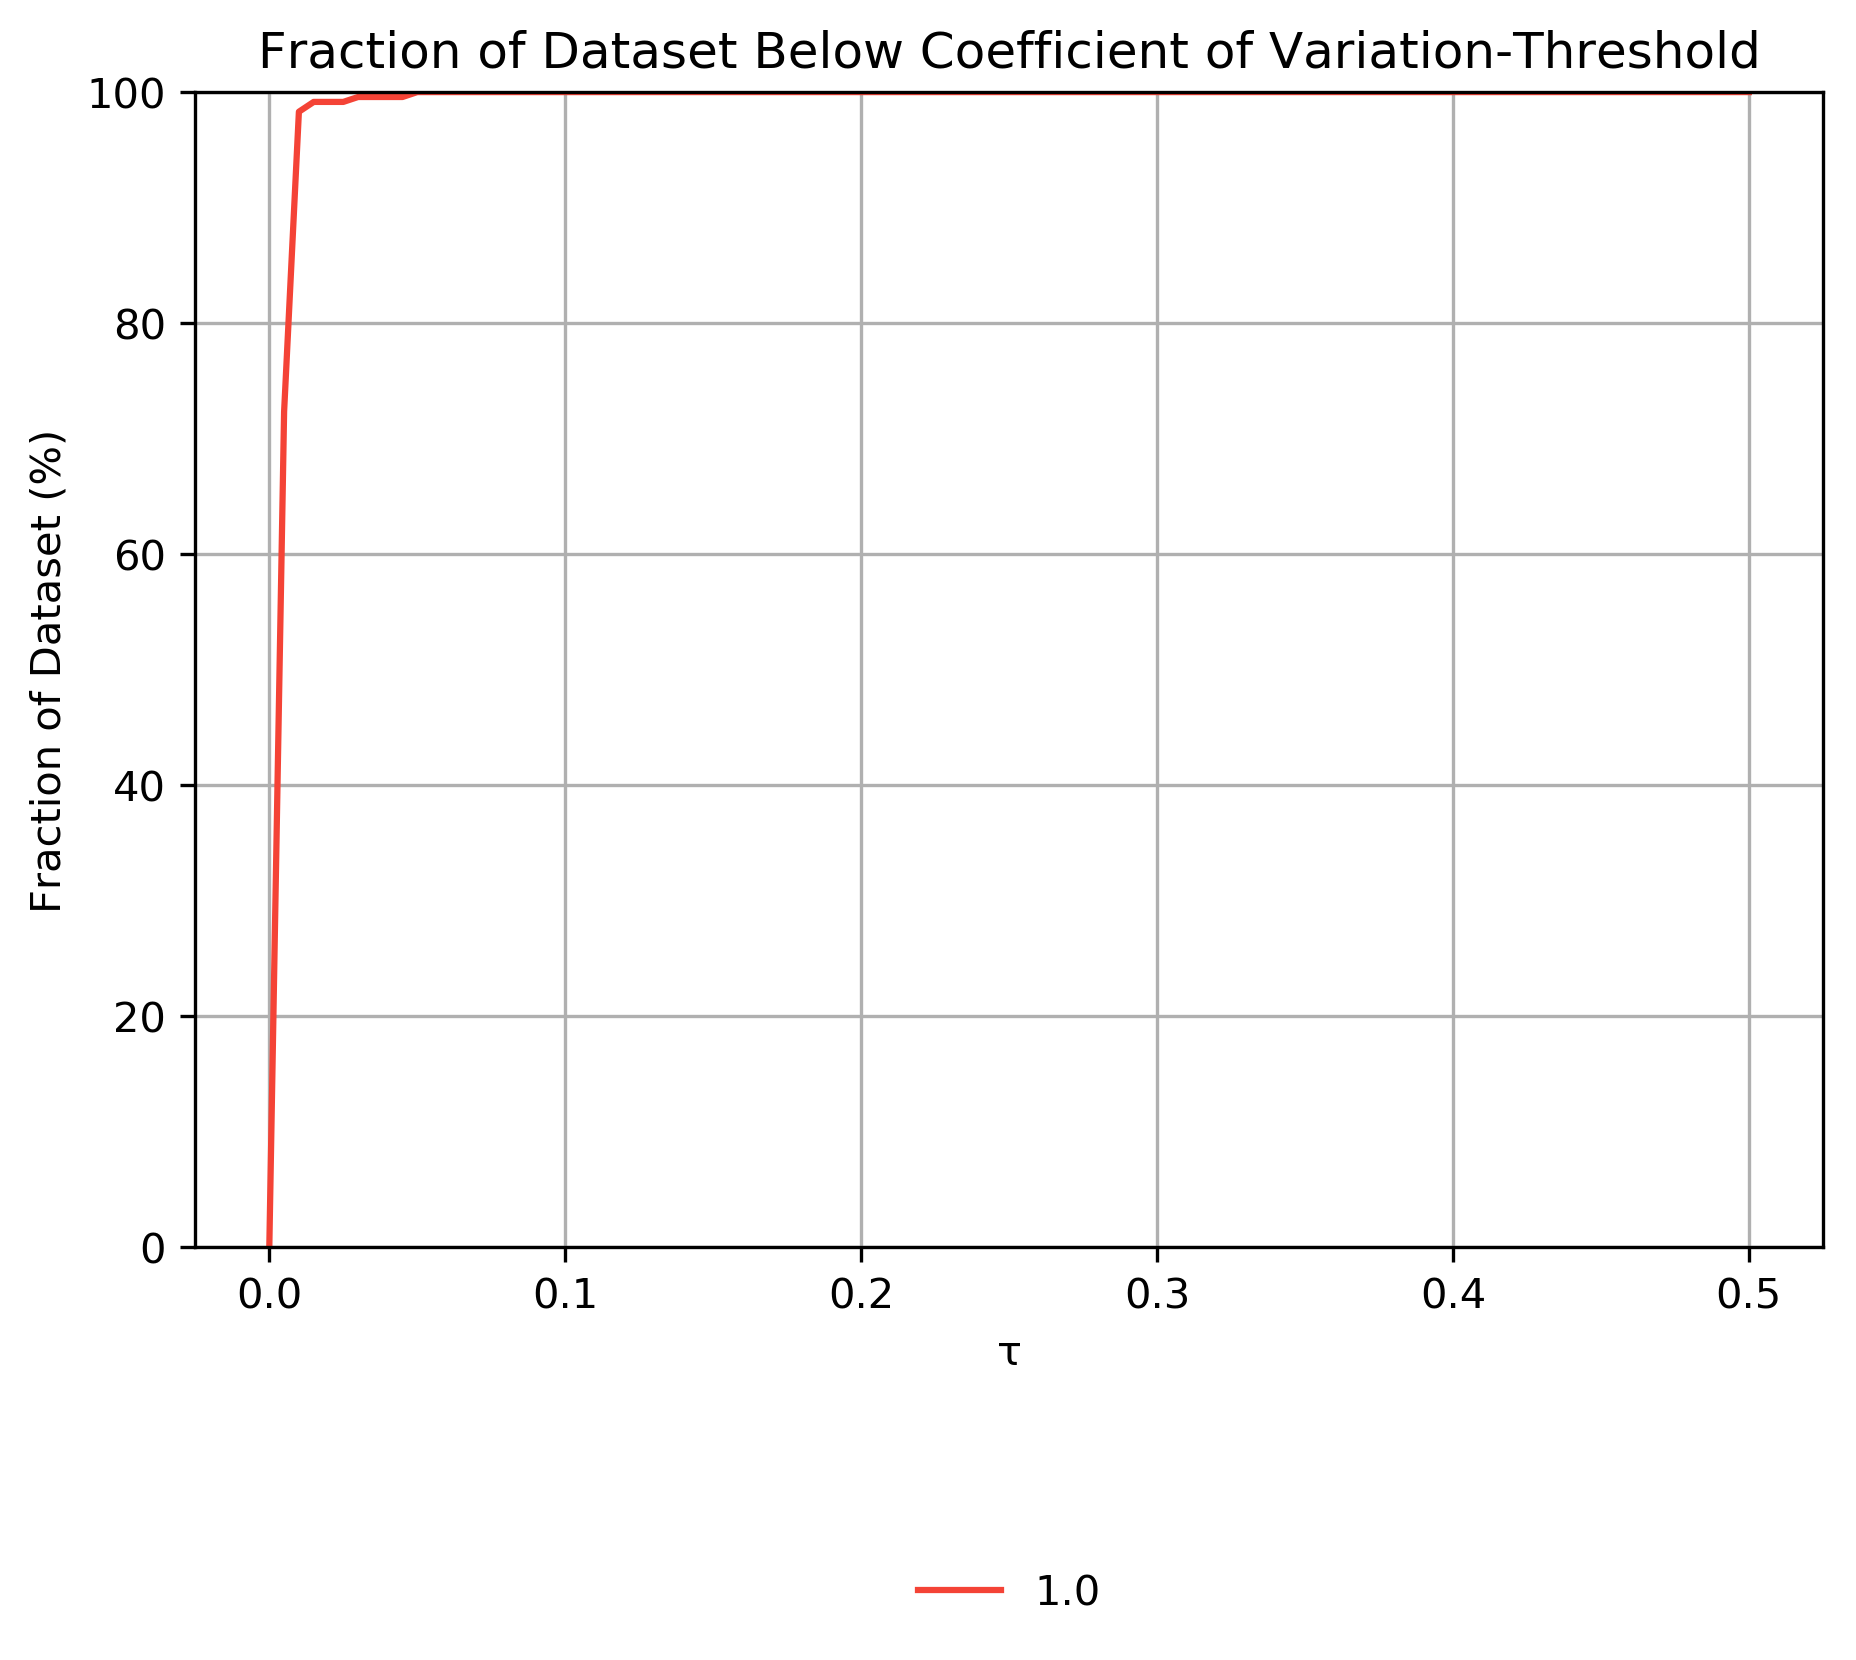 Fraction of Dataset Below Coefficient of Variation-Threshold
Fraction of Dataset (%)
100
80
60
40
20
0
0.0 0.1 0.2 0.3 0.4 0.5
τ
1.0